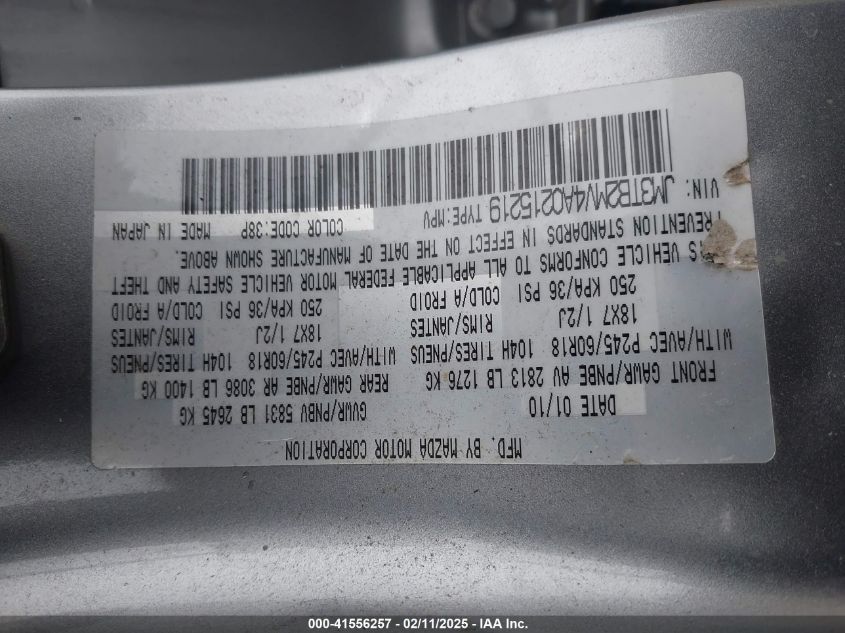 MFD. BY MAZDA MOTOR CORPORATION
DATE 01/10 GVWR/PNBV 5831 LB 2645 KG
FRONT GAWR/PNBE AV 2813 LB 1276 KG REAR GAWR/PNBE AR 3086 LB 1400 KG
WITH/AVEC P245/60R18 104H TIRES/PNEUS WITH/AVEC P245/60R18 104H TIRES/PNEUS
18X7 1/2J RIMS/JANTES 18X7 1/2J RIMS/JANTES
250 KPA/36 PSI COLD/A FROID 250 KPA/36 PSI COLD/A FROID
IS VEHICLE CONFORMS TO ALL APPLICABLE FEDERAL MOTOR VEHICLE SAFETY AND THEFT
PREVENTION STANDARDS IN EFFECT ON THE DATE OF MANUFACTURE SHOWN ABOVE.
VIN: JM3TB2MV4A0215219 TYPE:MPV COLOR CODE:38P MADE IN JAPAN
000-41556257 - 02/11/2025 - IAA Inc.